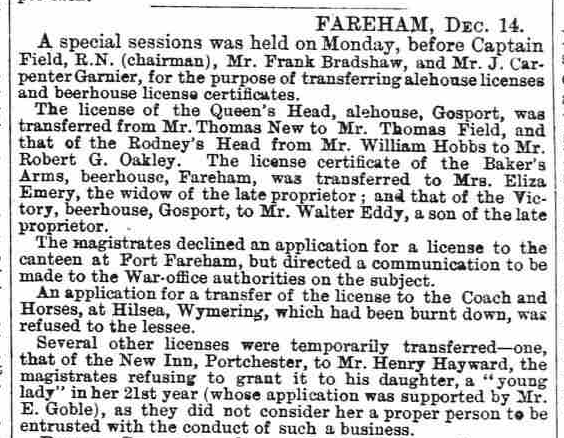 FAREHAM, DEC. 14.
A special sessions was held on Monday, before Captain
Field, R.N. (chairman), Mr. Frank Bradshaw, and Mr. J. Car-
penter Garnier, for the purpose of transferring alehouse licenses
and beerhouse license certificates.
The license of the Queen's Head, alehouse, Gosport, was
transferred from Mr. Thomas New to Mr. Thomas Field, and
that of the Rodney's Head from Mr. William Hobbs to Mr.
Robert G. Oakley. The license certificate of the Baker's
Arms, beerhouse, Fareham, was transferred to Mrs. Eliza
Emery, the widow of the late proprietor; and that of the Vic-
tory, beerhouse, Gosport, to Mr. Walter Eddy, a son of the late
proprietor.
The magistrates declined an application for a license to the
canteen at Fort Fareham, but directed a communication to be
made to the War-office authorities on the subject.
An application for a transfer of the license to the Coach and
Horses, at Hilsea, Wymering, which had been burnt down, was
refused to the lessee.
Several other licenses were temporarily transferred—one,
that of the New Inn, Portchester, to Mr. Henry Hayward, the
magistrates refusing to grant it to his daughter, a "young
lady" in her 21st year (whose application was supported by Mr.
E. Goble), as they did not consider her a proper person to be
entrusted with the conduct of such a business.